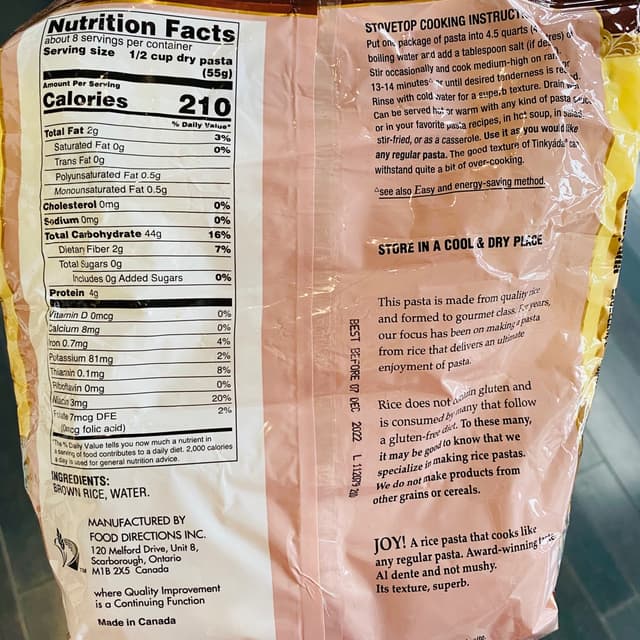 Nutrition Facts
about 8 servings per container
Serving size 1/2 cup dry pasta
(55g)
Amount Per Serving
Calories 210
% Daily Value*
Total Fat 2g 3%
Saturated Fat 0g 0%
Trans Fat 0g
Polyunsaturated Fat 0.5g
Monounsaturated Fat 0.5g
Cholesterol 0mg 0%
Sodium 0mg 0%
Total Carbohydrate 44g 16%
Dietary Fiber 2g 7%
Total Sugars 0g
Includes 0g Added Sugars 0%
Protein 4g
Vitamin D 0mcg 0%
Calcium 8mg 0%
Iron 0.7mg 4%
Potassium 81mg 2%
Thiamin 0.1mg 8%
Riboflavin 0mg 0%
Niacin 3mg 20%
Folate 7mcg DFE 2%
(0mcg folic acid)
*The % Daily Value tells you how much a nutrient in
a serving of food contributes to a daily diet. 2,000 calories
a day is used for general nutrition advice.
INGREDIENTS:
BROWN RICE, WATER.
MANUFACTURED BY
FOOD DIRECTIONS INC.
120 Melford Drive, Unit 8,
Scarborough, Ontario
M1B 2X5 Canada
where Quality Improvement
is a Continuing Function
Made in Canada
STOVETOP COOKING
Put one package of pasta into 4.5 quarts of
boiling water and add a tablespoon salt (if
Stir occasionally and cook medium-high on
13-14 minutes△ until desired tenderness is
Rinse with cold water for a superb texture. Drain
Can be served hot or warm with any kind of pasta
or in your favorite pasta recipes, in hot soup, in
stir-fried, or as a casserole. Use it as you would like
any regular pasta. The good texture of Tinkyáda® can
withstand quite a bit of over-cooking.
△see also Easy and energy-saving method.
STORE IN A COOL & DRY PLACE
This pasta is made from quality rice
and formed to gourmet class. For years,
our focus has been on making pasta
from rice that delivers an ultimate
enjoyment of pasta.
Rice does not contain gluten and
is consumed by many that follow
a gluten-free diet. To these many,
it may be good to know that we
specialize in making rice pastas.
We do not make products from
other grains or cereals.
JOY! A rice pasta that cooks like
any regular pasta. Award-winning
Al dente and not mushy.
Its texture, superb.
BEST BEFORE 07 DEC 2022